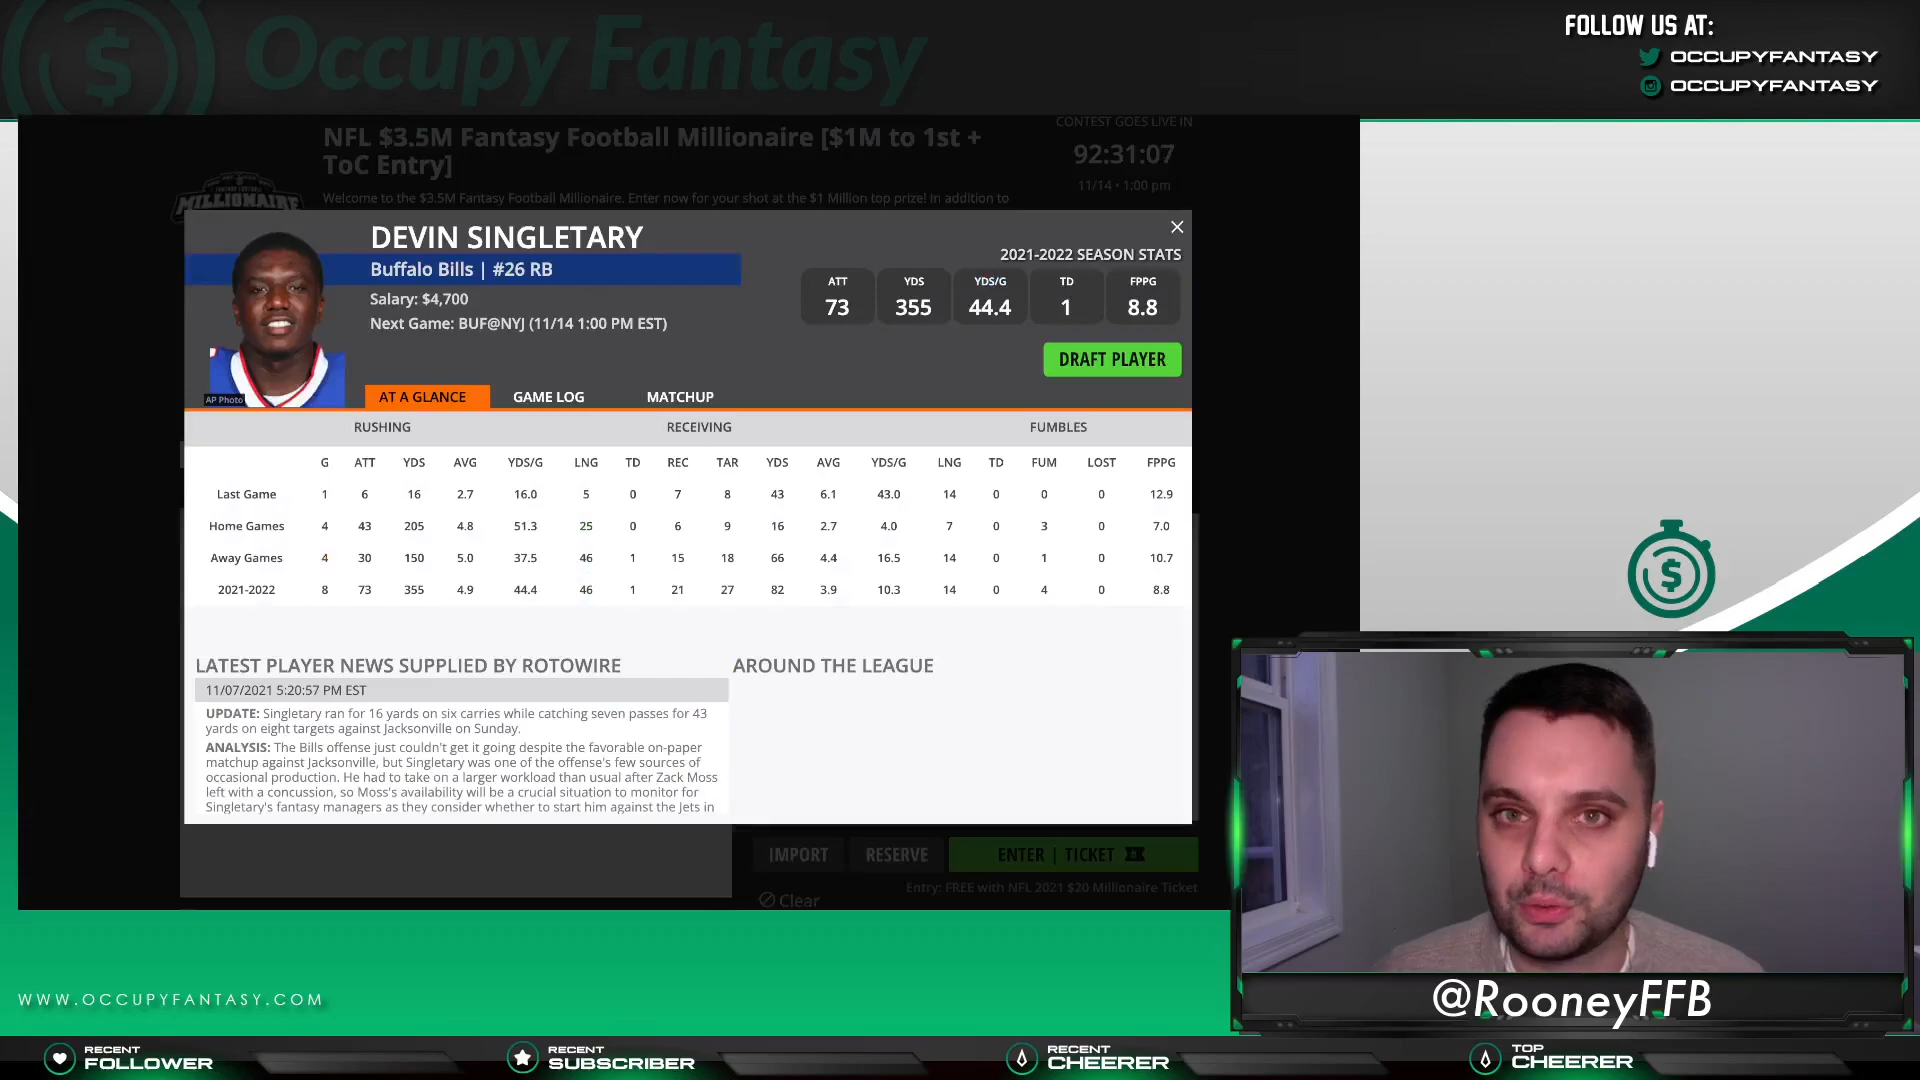 Occupy Fantasy
FOLLOW US AT:
OCCUPYFANTASY
OCCUPYFANTASY
NFL $3.5M Fantasy Football Millionaire [$1M to 1st +
ToC Entry]
CONTEST GOES LIVE IN
92:31:07
11/14 • 1:00 pm
FANTASY FOOTBALL
MILLIONAIRE
Welcome to the $3.5M Fantasy Football Millionaire. Enter now for your shot at the $1 Million top prize! In addition to
DEVIN SINGLETARY
Buffalo Bills | #26 RB
Salary: $4,700
Next Game: BUF@NYJ (11/14 1:00 PM EST)
2021-2022 SEASON STATS
ATT YDS YDS/G TD FPPG
73 355 44.4 1 8.8
DRAFT PLAYER
AP Photo
AT A GLANCE GAME LOG MATCHUP
RUSHING RECEIVING FUMBLES
G ATT YDS AVG YDS/G LNG TD REC TAR YDS AVG YDS/G LNG TD FUM LOST FPPG
Last Game 1 6 16 2.7 16.0 5 0 7 8 43 6.1 43.0 14 0 0 0 12.9
Home Games 4 43 205 4.8 51.3 25 0 6 9 16 2.7 4.0 7 0 3 0 7.0
Away Games 4 30 150 5.0 37.5 46 1 15 18 66 4.4 16.5 14 0 1 0 10.7
2021-2022 8 73 355 4.9 44.4 46 1 21 27 82 3.9 10.3 14 0 4 0 8.8
LATEST PLAYER NEWS SUPPLIED BY ROTOWIRE
AROUND THE LEAGUE
11/07/2021 5:20:57 PM EST
UPDATE: Singletary ran for 16 yards on six carries while catching seven passes for 43
yards on eight targets against Jacksonville on Sunday.
ANALYSIS: The Bills offense just couldn't get it going despite the favorable on-paper
matchup against Jacksonville, but Singletary was one of the offense's few sources of
occasional production. He had to take on a larger workload than usual after Zack Moss
left with a concussion, so Moss's availability will be a crucial situation to monitor for
Singletary's fantasy managers as they consider whether to start him against the Jets in
IMPORT RESERVE ENTER | TICKET
Entry: FREE with NFL 2021 $20 Millionaire Ticket
Clear
@RooneyFFB
WWW.OCCUPYFANTASY.COM
RECENT
FOLLOWER
RECENT
SUBSCRIBER
RECENT
CHEERER
TOP
CHEERER